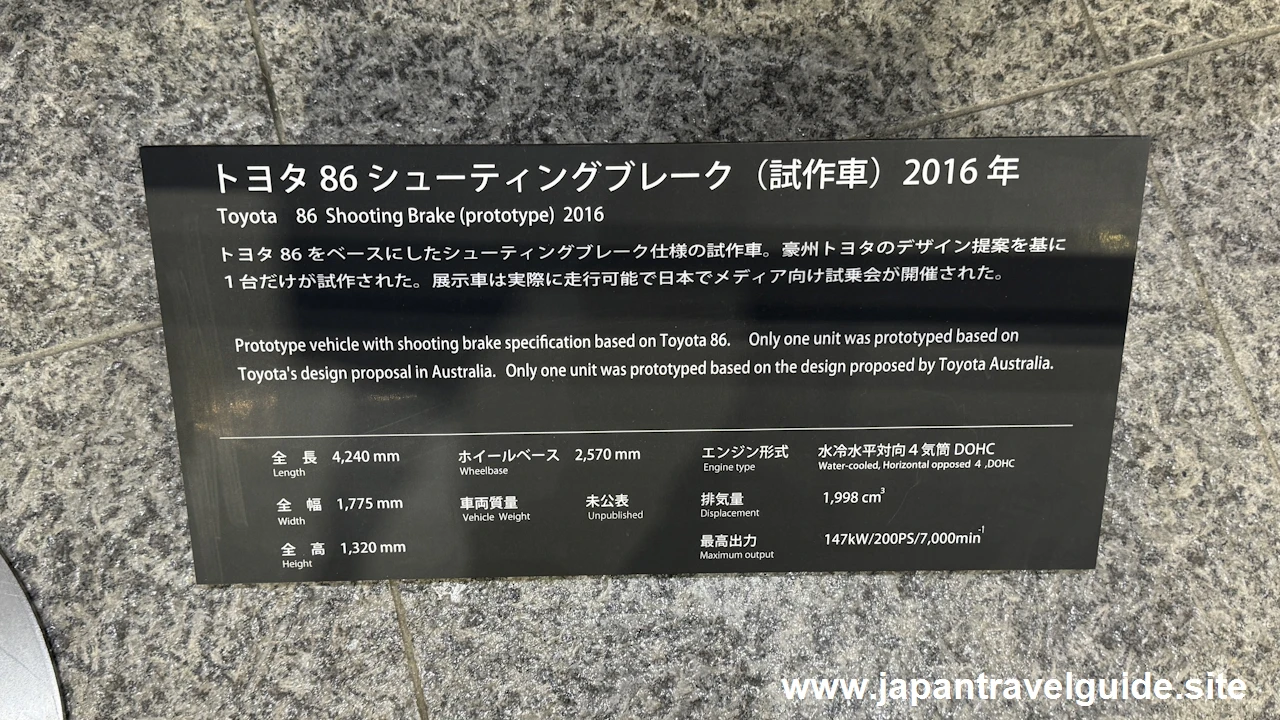 トヨタ 86 シューティングブレーク（試作車）2016 年
Toyota 86 Shooting Brake (prototype) 2016
トヨタ 86 をベースにしたシューティングブレーク仕様の試作車。豪州トヨタのデザイン提案を基に
1 台だけが試作された。展示車は実際に走行可能で日本でメディア向け試乗会が開催された。
Prototype vehicle with shooting brake specification based on Toyota 86. Only one unit was prototyped based on
Toyota's design proposal in Australia. Only one unit was prototyped based on the design proposed by Toyota Australia.
全 長 4,240 mm ホイールベース 2,570 mm エンジン形式 水冷水平対向４気筒 DOHC
Length Wheelbase Engine type Water-cooled, Horizontal opposed ４ ,DOHC
全 幅 1,775 mm 車両質量 未公表 排気量 1,998 cm³
Width Vehicle Weight Unpublished Displacement
全 高 1,320 mm 最高出力 147kW/200PS/7,000min⁻¹
Height Maximum output
www.japantravelguide.site